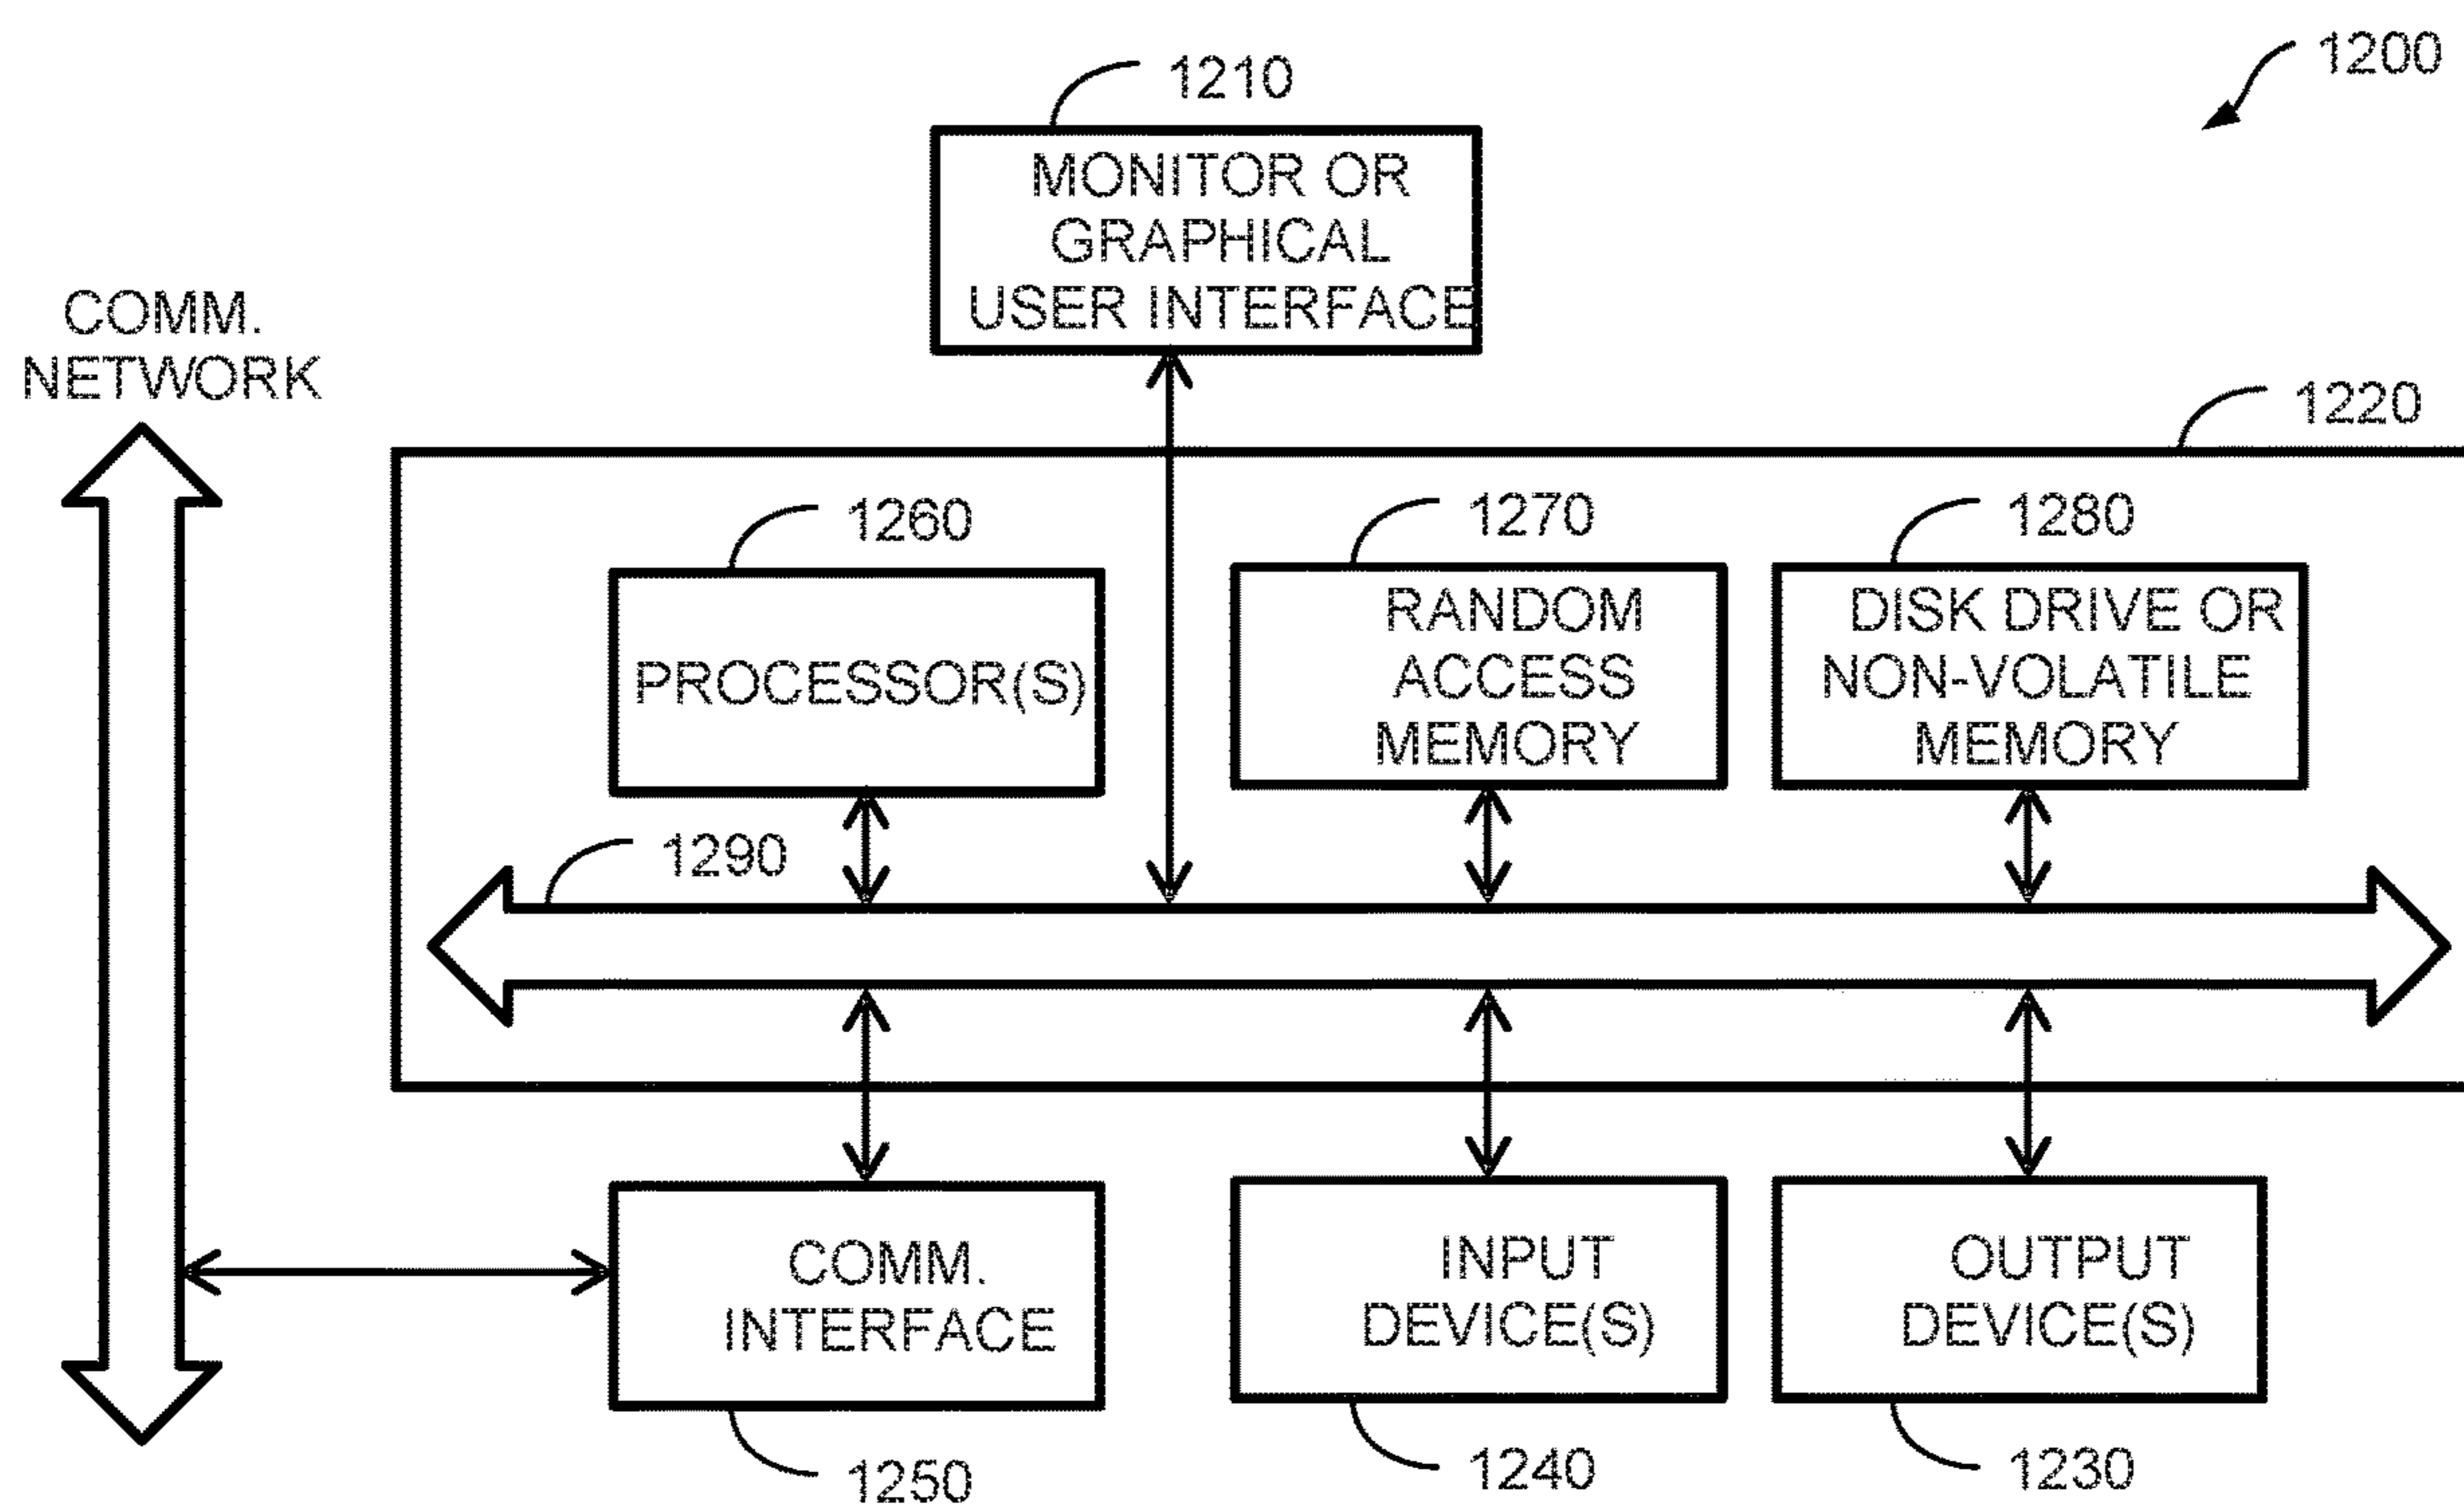 1200
1210
MONITOR OR
GRAPHICAL
USER INTERFACE
COMM.
NETWORK
1220
1260
PROCESSOR(S)
1270
RANDOM
ACCESS
MEMORY
1280
DISK DRIVE OR
NON-VOLATILE
MEMORY
1290
COMM.
INTERFACE
1250
INPUT
DEVICE(S)
1240
OUTPUT
DEVICE(S)
1230